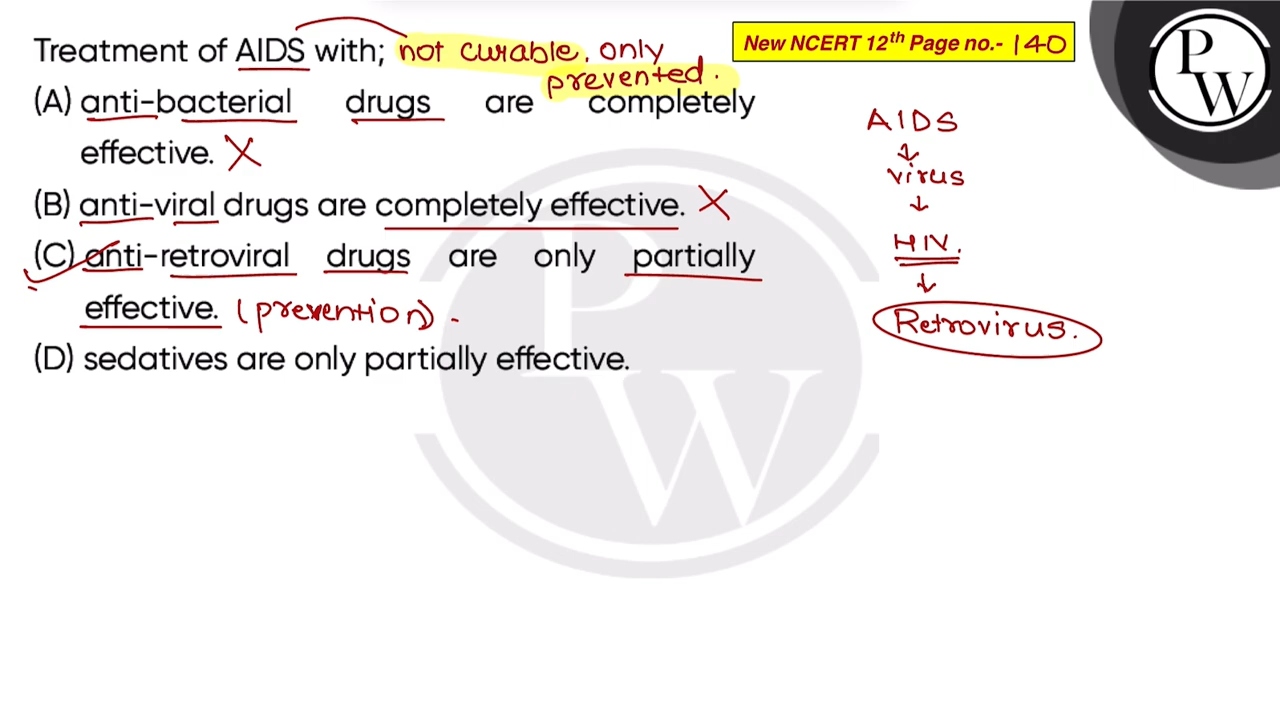 Treatment of AIDS with; not curable, only
prevented.
(A) anti-bacterial drugs are completely
effective. X
(B) anti-viral drugs are completely effective. X
(C) anti-retroviral drugs are only partially
effective. (prevention).
(D) sedatives are only partially effective.
New NCERT 12th Page no.- 140
AIDS
↓
virus
↓
HIV.
↓
Retrovirus.
P
W
P
W